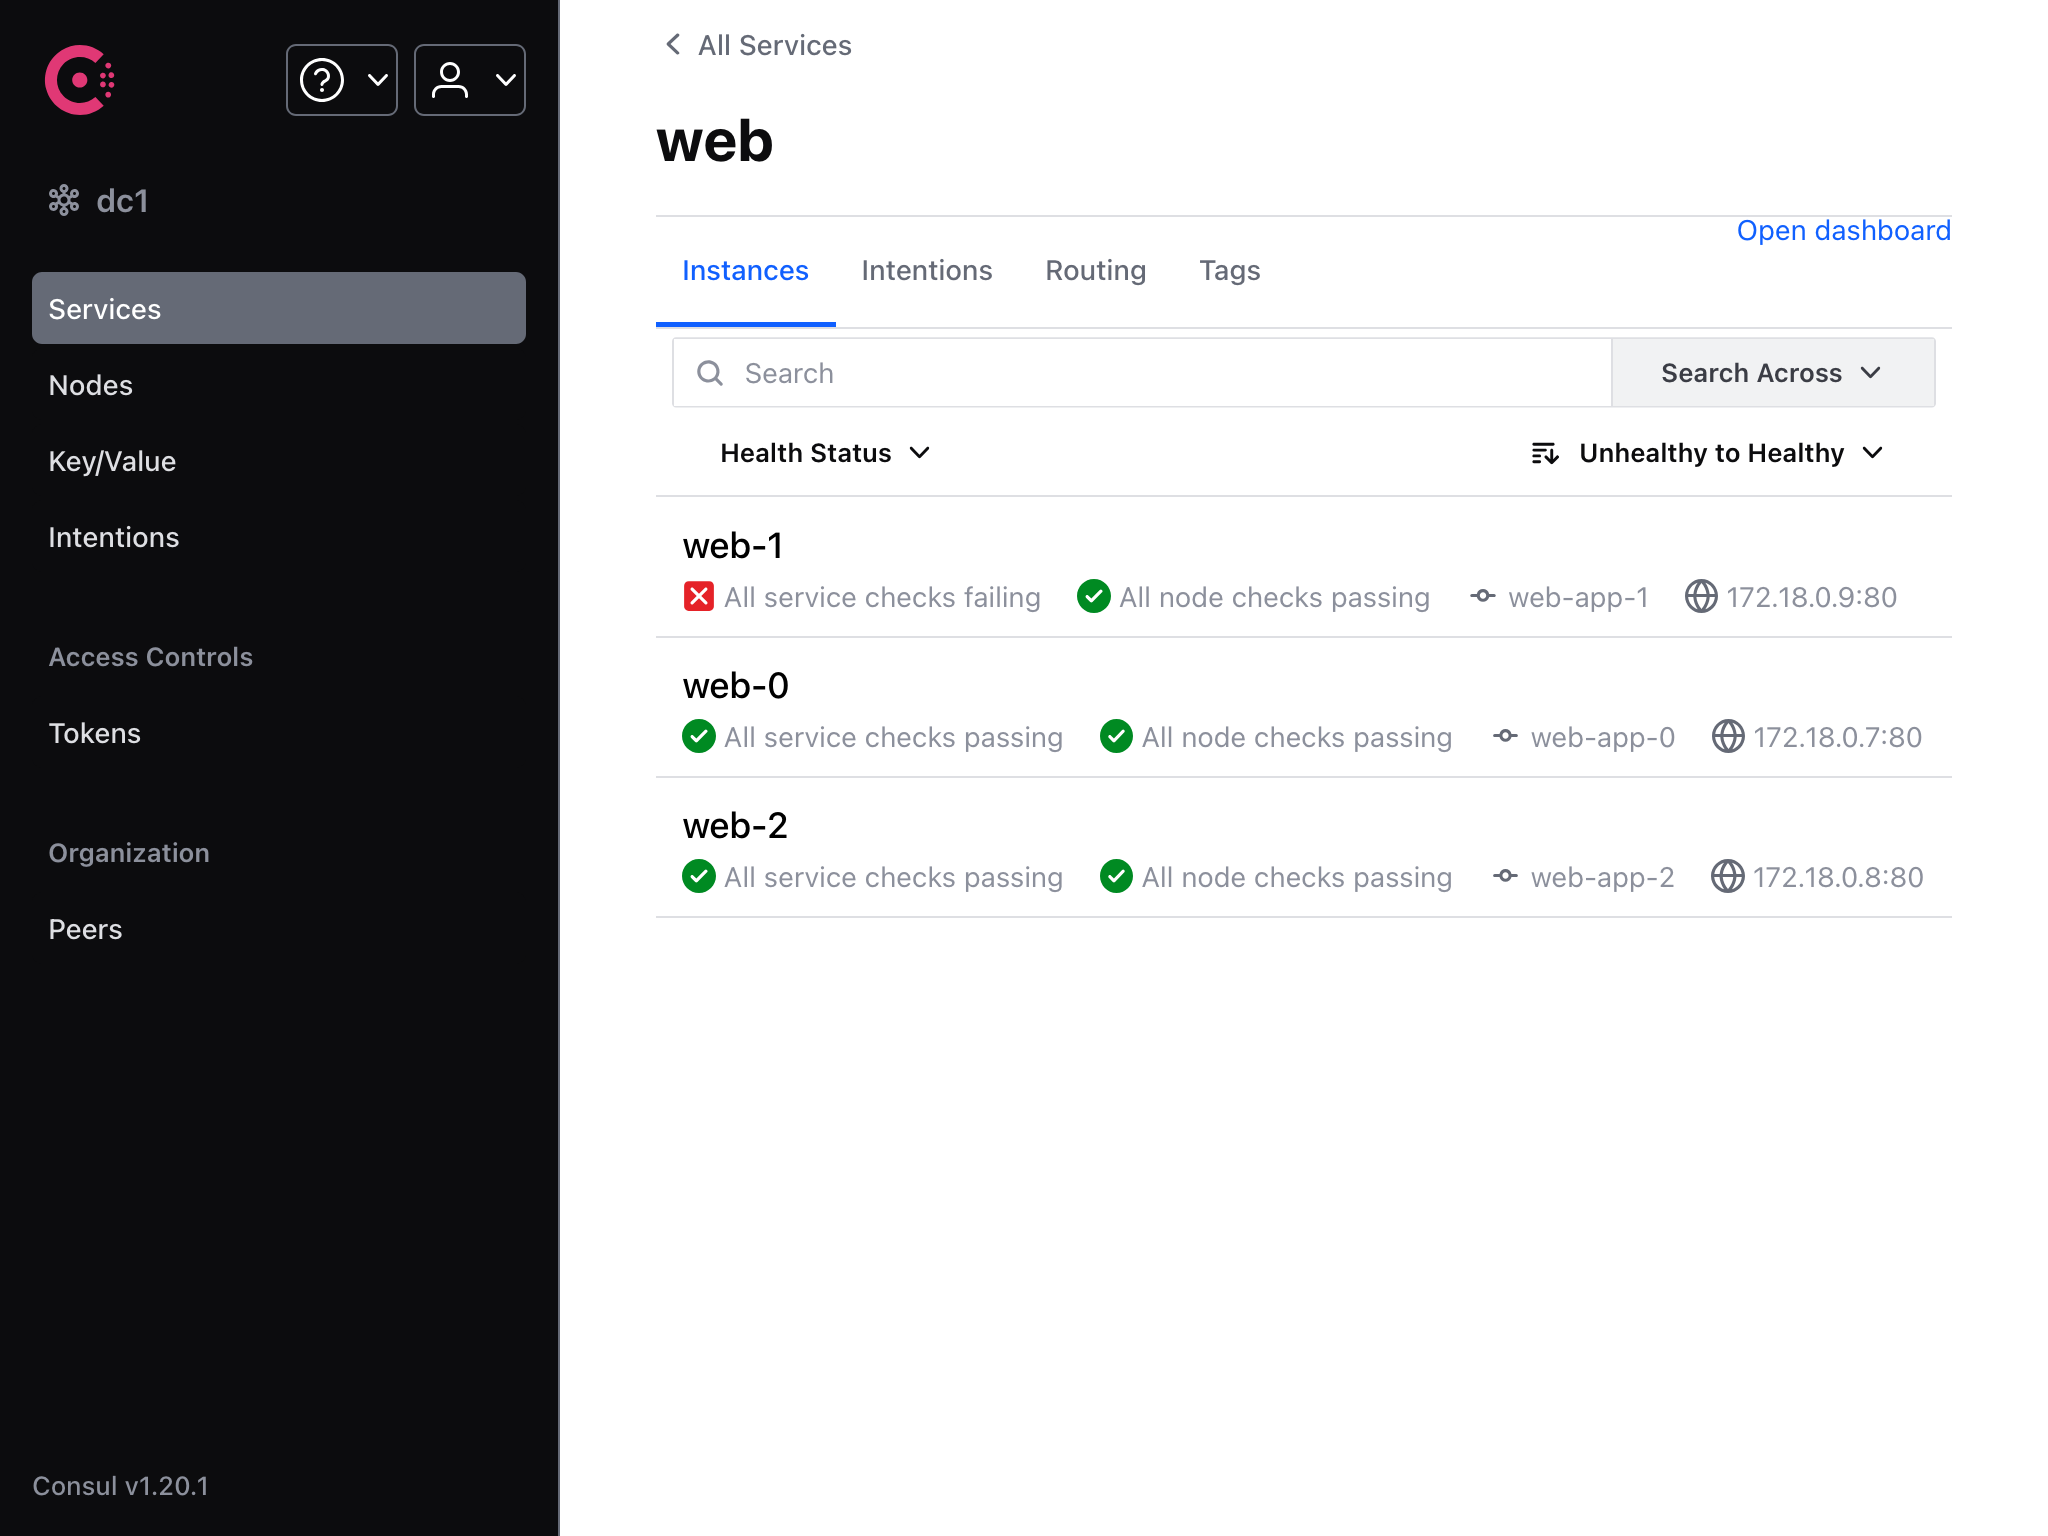 dc1
Services
Nodes
Key/Value
Intentions
Access Controls
Tokens
Organization
Peers
Consul v1.20.1
All Services
web
Open dashboard
Instances Intentions Routing Tags
Search Search Across
Health Status Unhealthy to Healthy
web-1
All service checks failing All node checks passing web-app-1 172.18.0.9:80
web-0
All service checks passing All node checks passing web-app-0 172.18.0.7:80
web-2
All service checks passing All node checks passing web-app-2 172.18.0.8:80